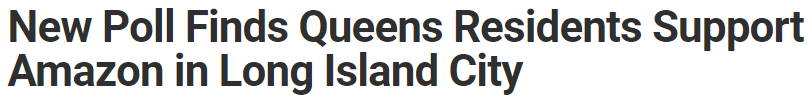 New Poll Finds Queens Residents Support
Amazon in Long Island City